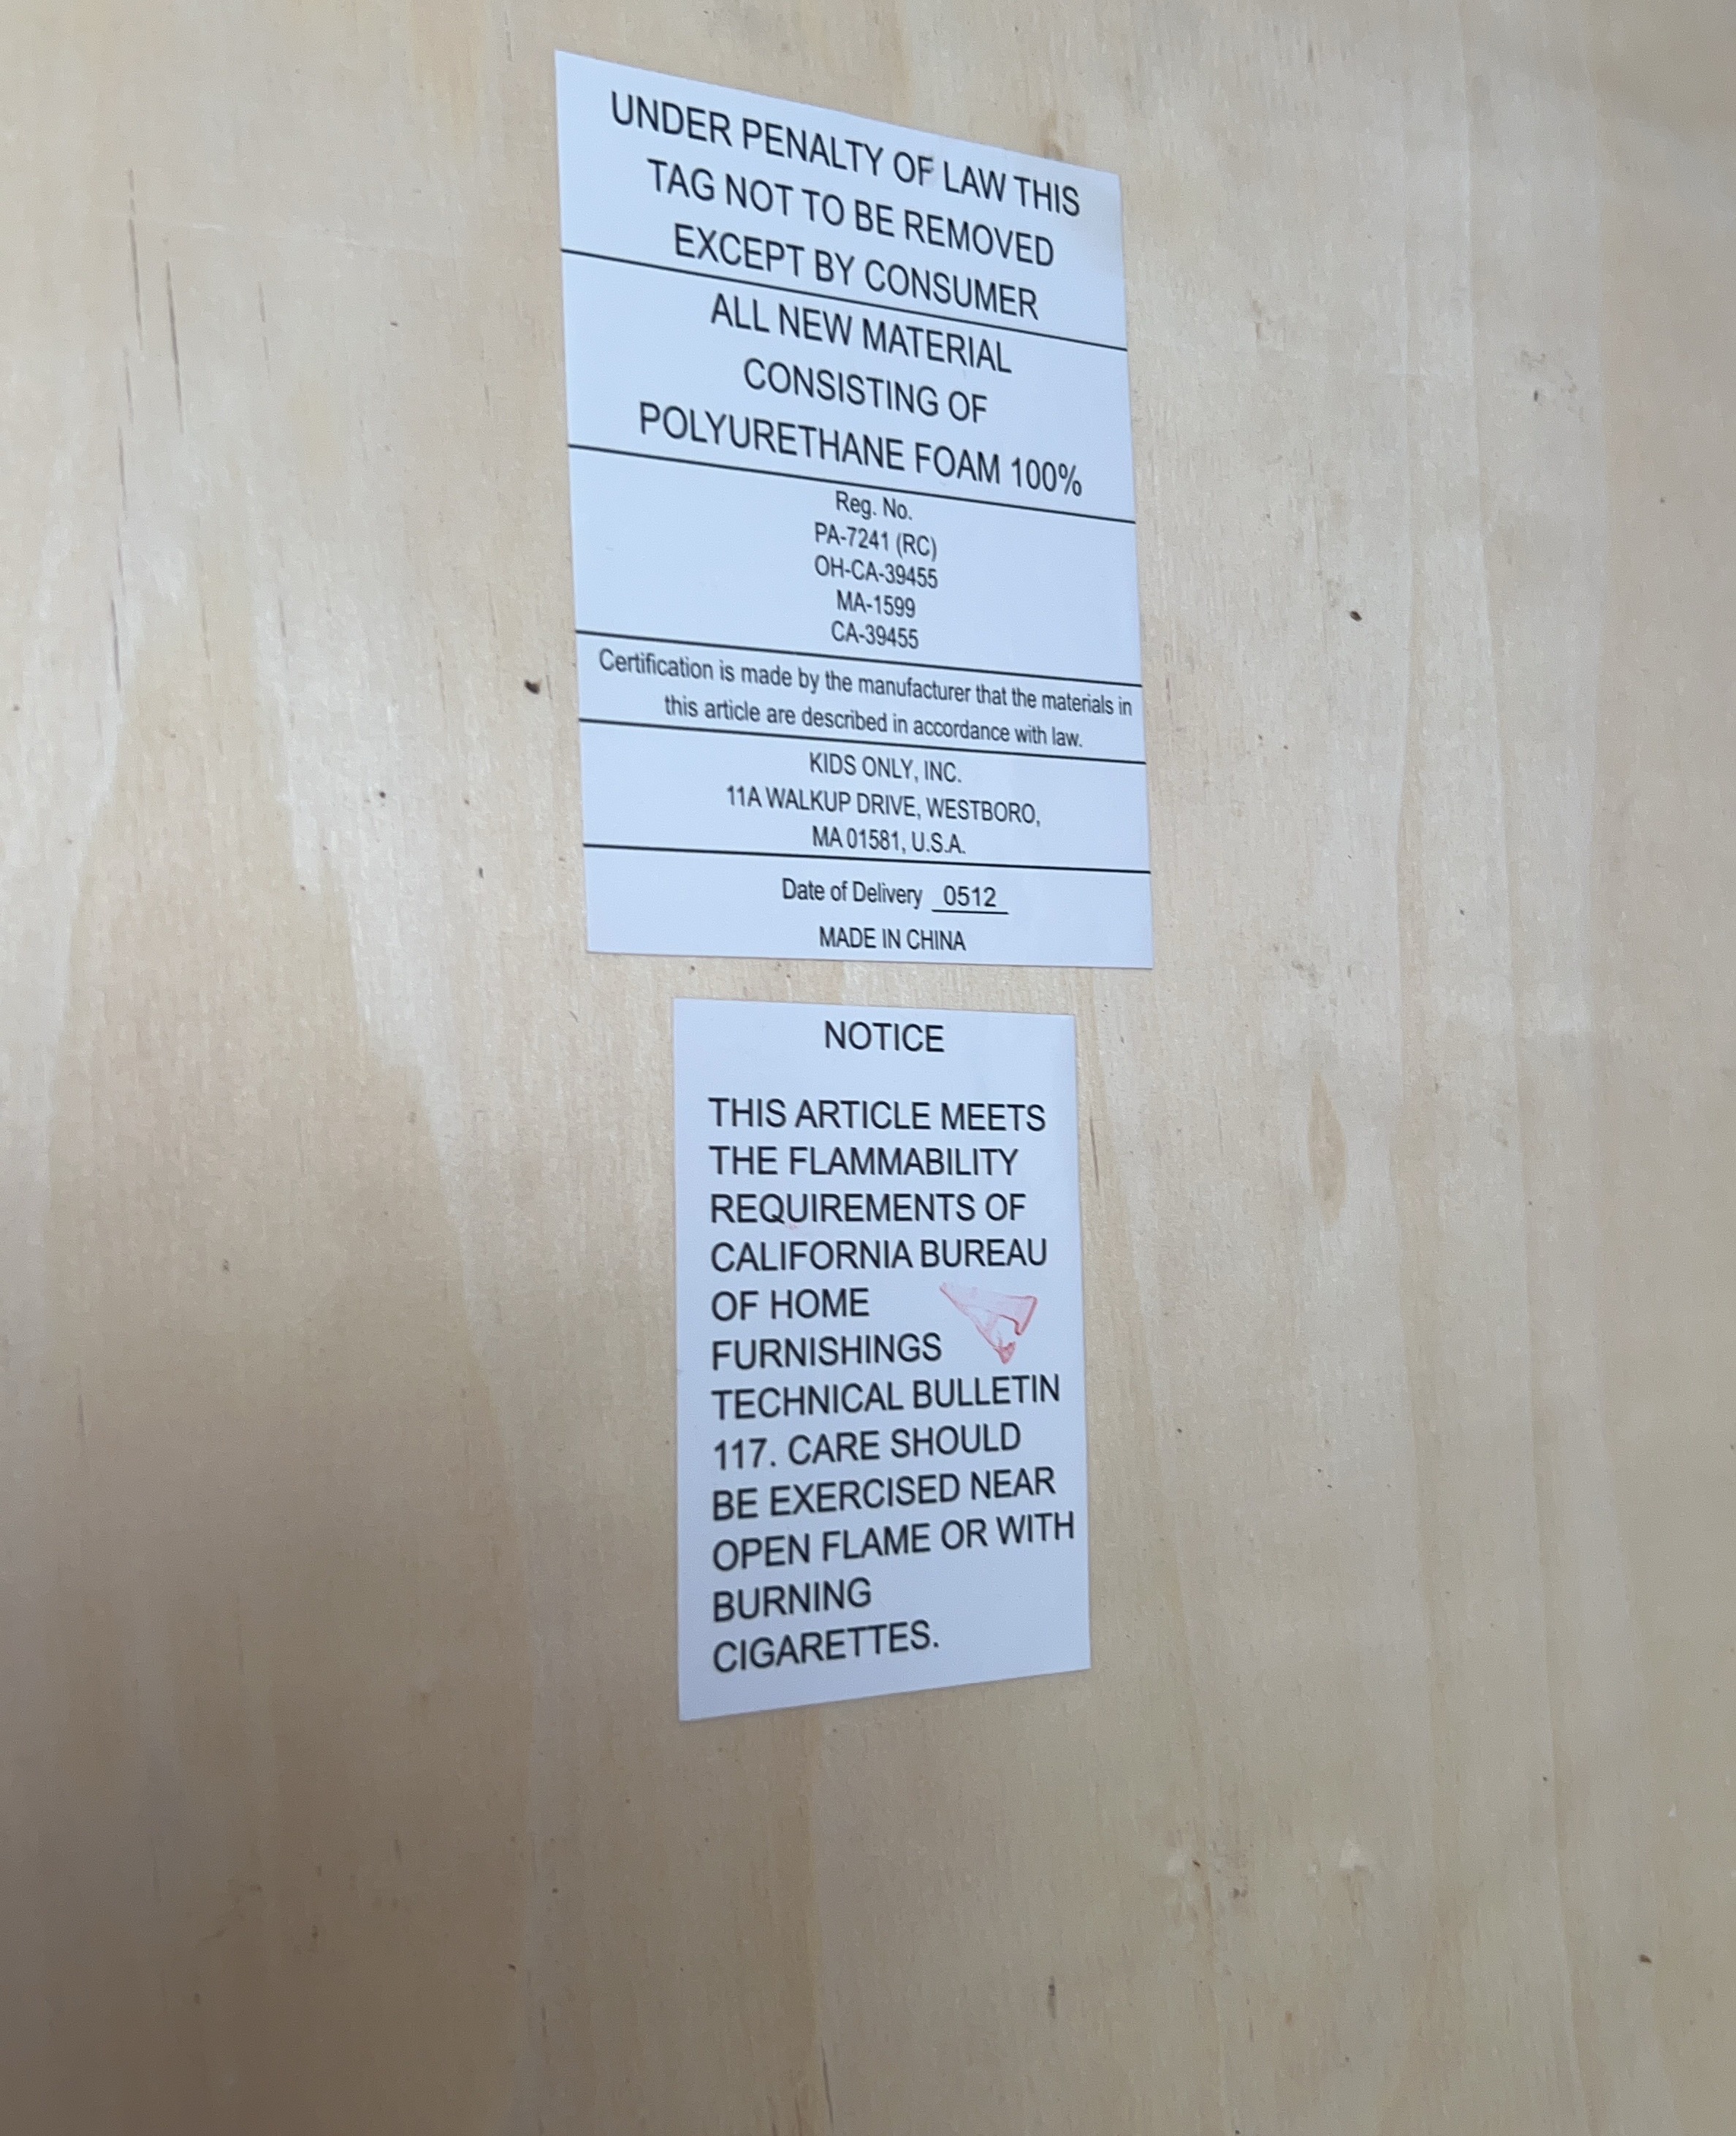 UNDER PENALTY OF LAW THIS
TAG NOT TO BE REMOVED
EXCEPT BY CONSUMER
ALL NEW MATERIAL
CONSISTING OF
POLYURETHANE FOAM 100%
Reg. No.
PA-7241 (RC)
OH-CA-39455
MA-1599
CA-39455
Certification is made by the manufacturer that the materials in
this article are described in accordance with law.
KIDS ONLY, INC.
11A WALKUP DRIVE, WESTBORO,
MA 01581, U.S.A.
Date of Delivery 0512
MADE IN CHINA
NOTICE
THIS ARTICLE MEETS
THE FLAMMABILITY
REQUIREMENTS OF
CALIFORNIA BUREAU
OF HOME
FURNISHINGS
TECHNICAL BULLETIN
117. CARE SHOULD
BE EXERCISED NEAR
OPEN FLAME OR WITH
BURNING
CIGARETTES.